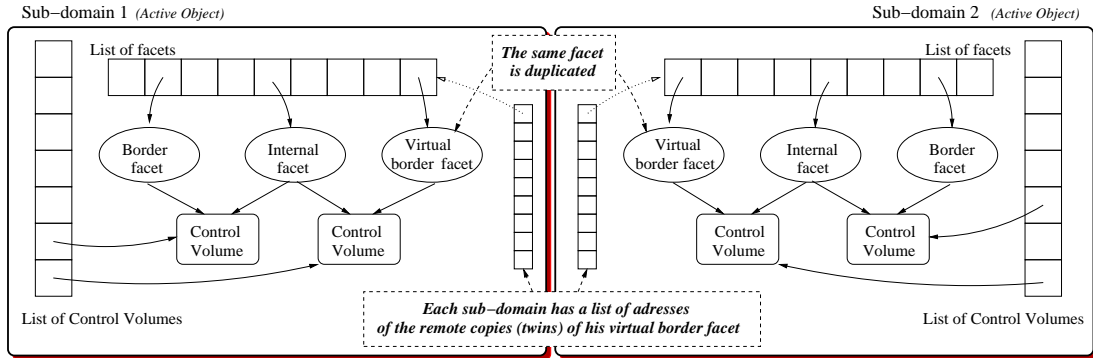 Sub-domain 1 (Active Object)
Sub-domain 2 (Active Object)
List of facets
The same facet
is duplicated
List of facets
Border
facet
Internal
facet
Virtual
border facet
Virtual
border facet
Internal
facet
Border
facet
Control
Volume
Control
Volume
Control
Volume
Control
Volume
Each sub-domain has a list of adresses
of the remote copies (twins) of his virtual border facet
List of Control Volumes
List of Control Volumes